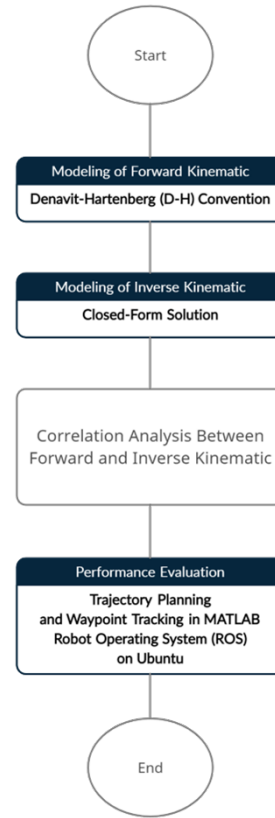 Start
Modeling of Forward Kinematic
Denavit-Hartenberg (D-H) Convention
Modeling of Inverse Kinematic
Closed-Form Solution
Correlation Analysis Between
Forward and Inverse Kinematic
Performance Evaluation
Trajectory Planning
and Waypoint Tracking in MATLAB
Robot Operating System (ROS)
on Ubuntu
End